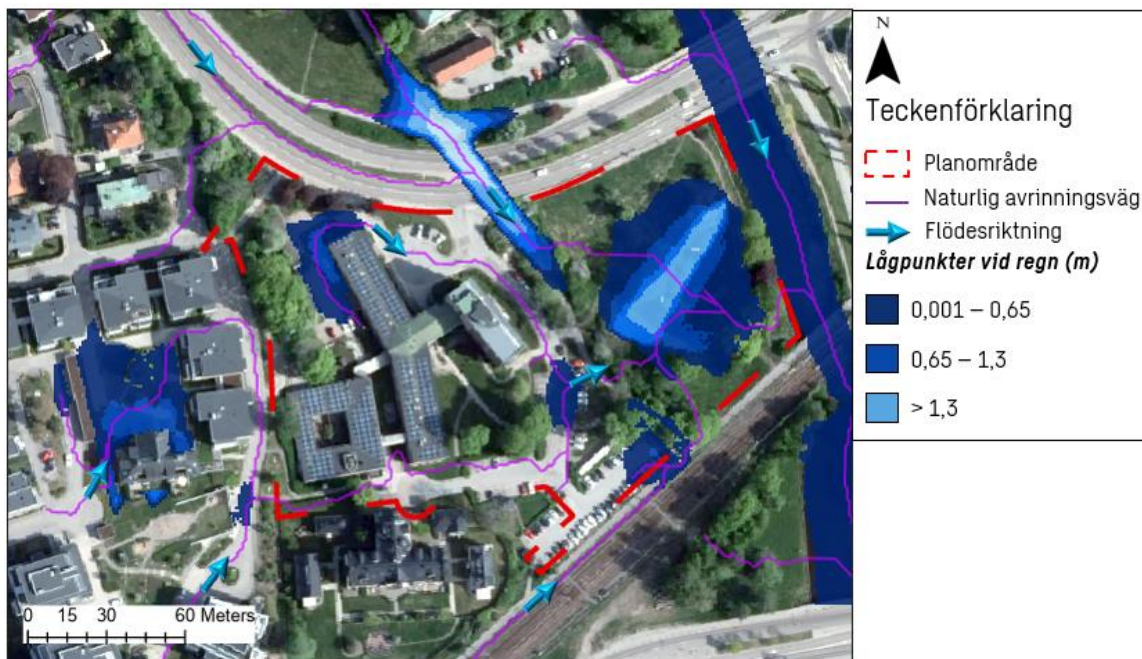 N
Teckenförklaring
Planområde
Naturlig avrinningsväg
Flödesriktning
Lågpunkter vid regn (m)
0,001 – 0,65
0,65 – 1,3
> 1,3
0 15 30 60 Meters